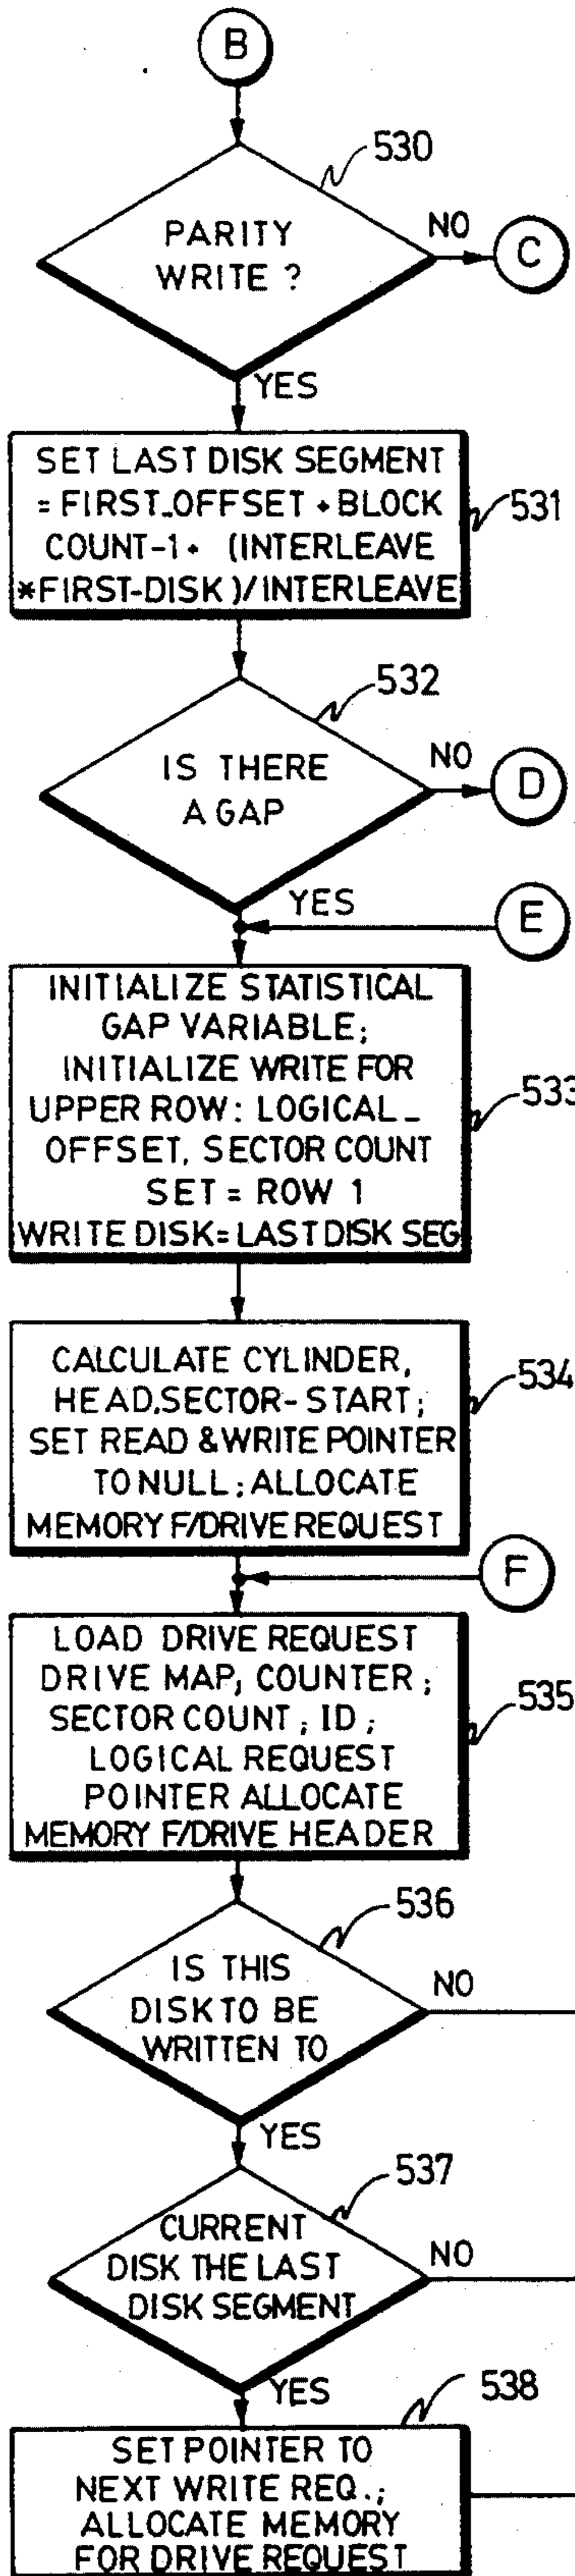 B
530
PARITY
WRITE ?
NO
C
YES
SET LAST DISK SEGMENT
= FIRST_OFFSET + BLOCK
COUNT-1+ (INTERLEAVE
*FIRST-DISK)/INTERLEAVE
531
532
IS THERE
A GAP
NO
D
YES
E
INITIALIZE STATISTICAL
GAP VARIABLE;
INITIALIZE WRITE FOR
UPPER ROW: LOGICAL_
OFFSET, SECTOR COUNT
SET = ROW 1
WRITE DISK=LAST DISK SEG
533
CALCULATE CYLINDER,
HEAD,SECTOR-START;
SET READ & WRITE POINTER
TO NULL; ALLOCATE
MEMORY F/DRIVE REQUEST
534
F
LOAD DRIVE REQUEST
DRIVE MAP, COUNTER;
SECTOR COUNT; ID;
LOGICAL REQUEST
POINTER ALLOCATE
MEMORY F/DRIVE HEADER
535
536
IS THIS
DISK TO BE
WRITTEN TO
NO
YES
537
CURRENT
DISK THE LAST
DISK SEGMENT
NO
YES
538
SET POINTER TO
NEXT WRITE REQ.;
ALLOCATE MEMORY
FOR DRIVE REQUEST